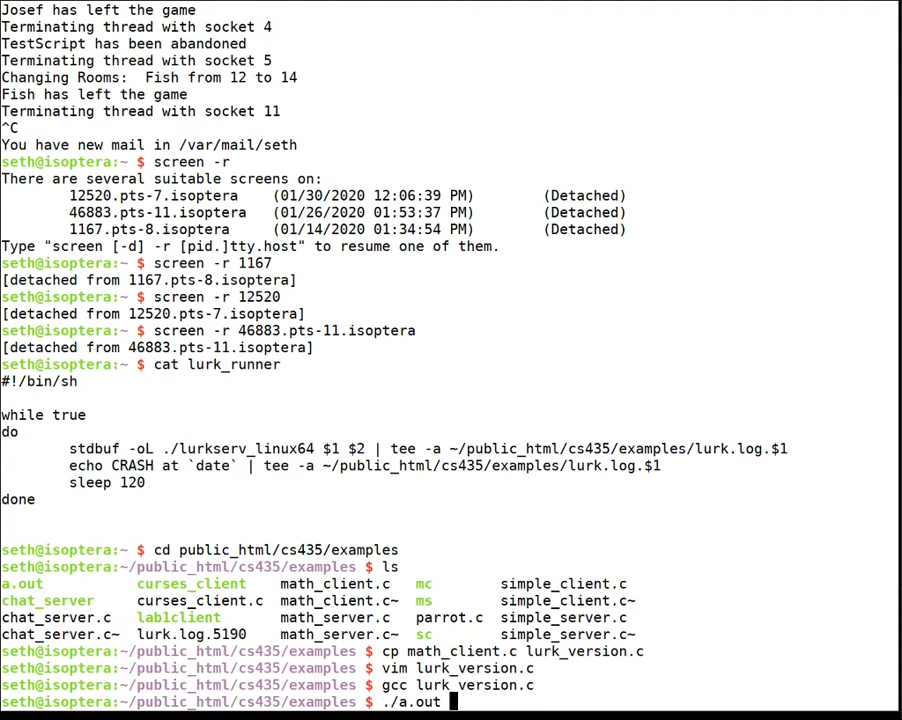 Josef has left the game
Terminating thread with socket 4
TestScript has been abandoned
Terminating thread with socket 5
Changing Rooms:  Fish from 12 to 14
Fish has left the game
Terminating thread with socket 11
^C
You have new mail in /var/mail/seth
seth@isoptera:~ $ screen -r
There are several suitable screens on:
        12520.pts-7.isoptera    (01/30/2020 12:06:39 PM)        (Detached)
        46883.pts-11.isoptera   (01/26/2020 01:53:37 PM)        (Detached)
        1167.pts-8.isoptera     (01/14/2020 01:34:54 PM)        (Detached)
Type "screen [-d] -r [pid.]tty.host" to resume one of them.
seth@isoptera:~ $ screen -r 1167
[detached from 1167.pts-8.isoptera]
seth@isoptera:~ $ screen -r 12520
[detached from 12520.pts-7.isoptera]
seth@isoptera:~ $ screen -r 46883.pts-11.isoptera
[detached from 46883.pts-11.isoptera]
seth@isoptera:~ $ cat lurk_runner
#!/bin/sh
while true
do
        stdbuf -oL ./lurkserv_linux64 $1 $2 | tee -a ~/public_html/cs435/examples/lurk.log.$1
        echo CRASH at `date` | tee -a ~/public_html/cs435/examples/lurk.log.$1
        sleep 120
done
seth@isoptera:~ $ cd public_html/cs435/examples
seth@isoptera:~/public_html/cs435/examples $ ls
a.out           curses_client    math_client.c   mc       simple_client.c
chat_server     curses_client.c  math_client.c~  ms       simple_client.c~
chat_server.c   lab1client       math_server.c   parrot.c simple_server.c
chat_server.c~  lurk.log.5190    math_server.c~  sc       simple_server.c~
seth@isoptera:~/public_html/cs435/examples $ cp math_client.c lurk_version.c
seth@isoptera:~/public_html/cs435/examples $ vim lurk_version.c
seth@isoptera:~/public_html/cs435/examples $ gcc lurk_version.c
seth@isoptera:~/public_html/cs435/examples $ ./a.out